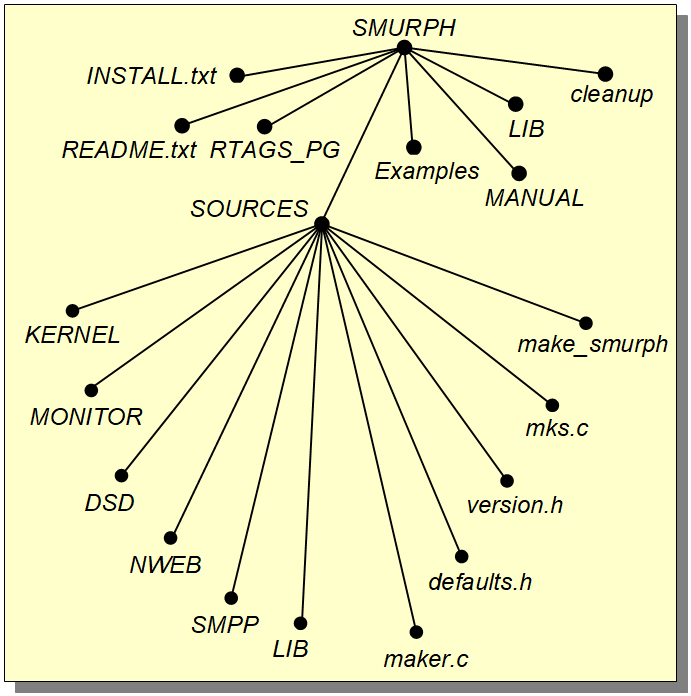 SMURPH
INSTALL.txt
cleanup
LIB
README.txt
RTAGS_PG
Examples
MANUAL
SOURCES
KERNEL
make_smurph
MONITOR
mks.c
DSD
version.h
NWEB
defaults.h
SMPP
LIB
maker.c